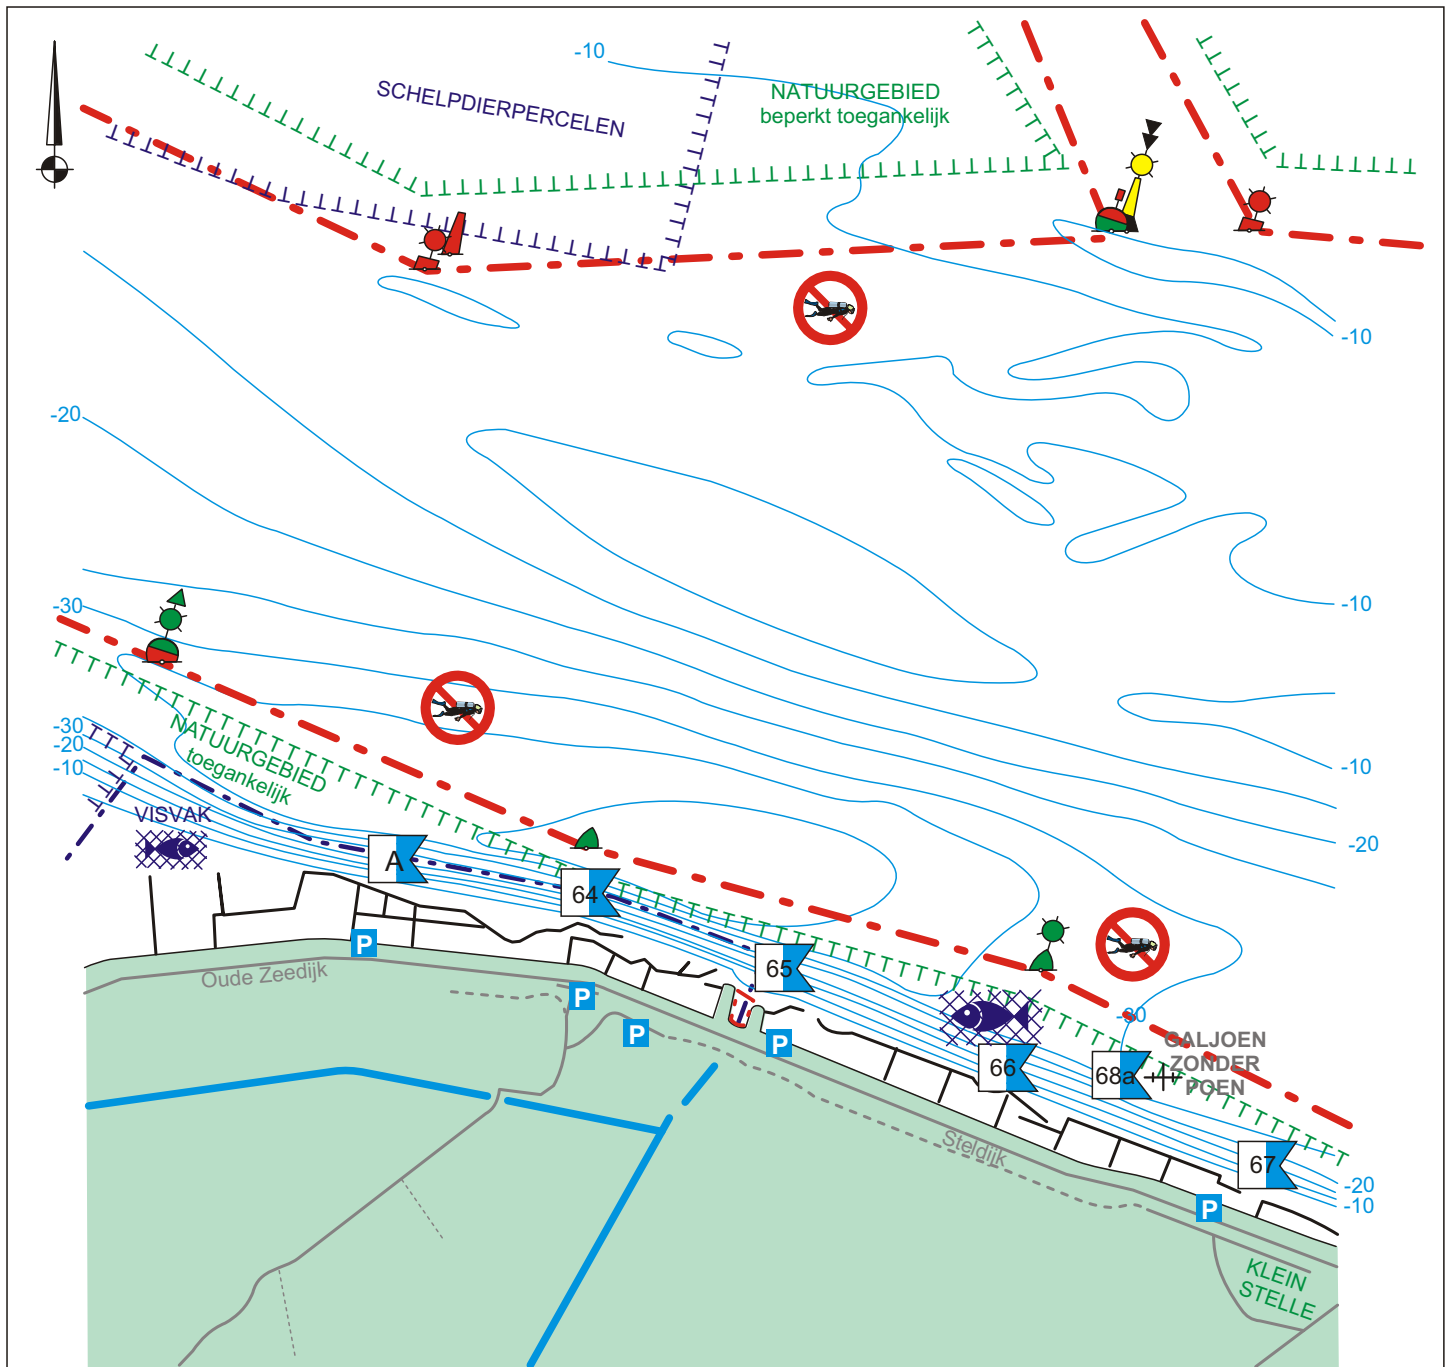 -10
SCHELPDIERPERCELEN
NATUURGEBIED
beperkt toegankelijk
-10
-20
-10
-30
NATUURGEBIED
toegankelijk
-30
-20
-10
-10
VISVAK
-20
A
64
65
66
68a
67
-30
GALJOEN
ZONDER
POEN
P
P
P
P
P
Oude Zeedijk
Steldijk
-20
-10
KLEIN
STELLE